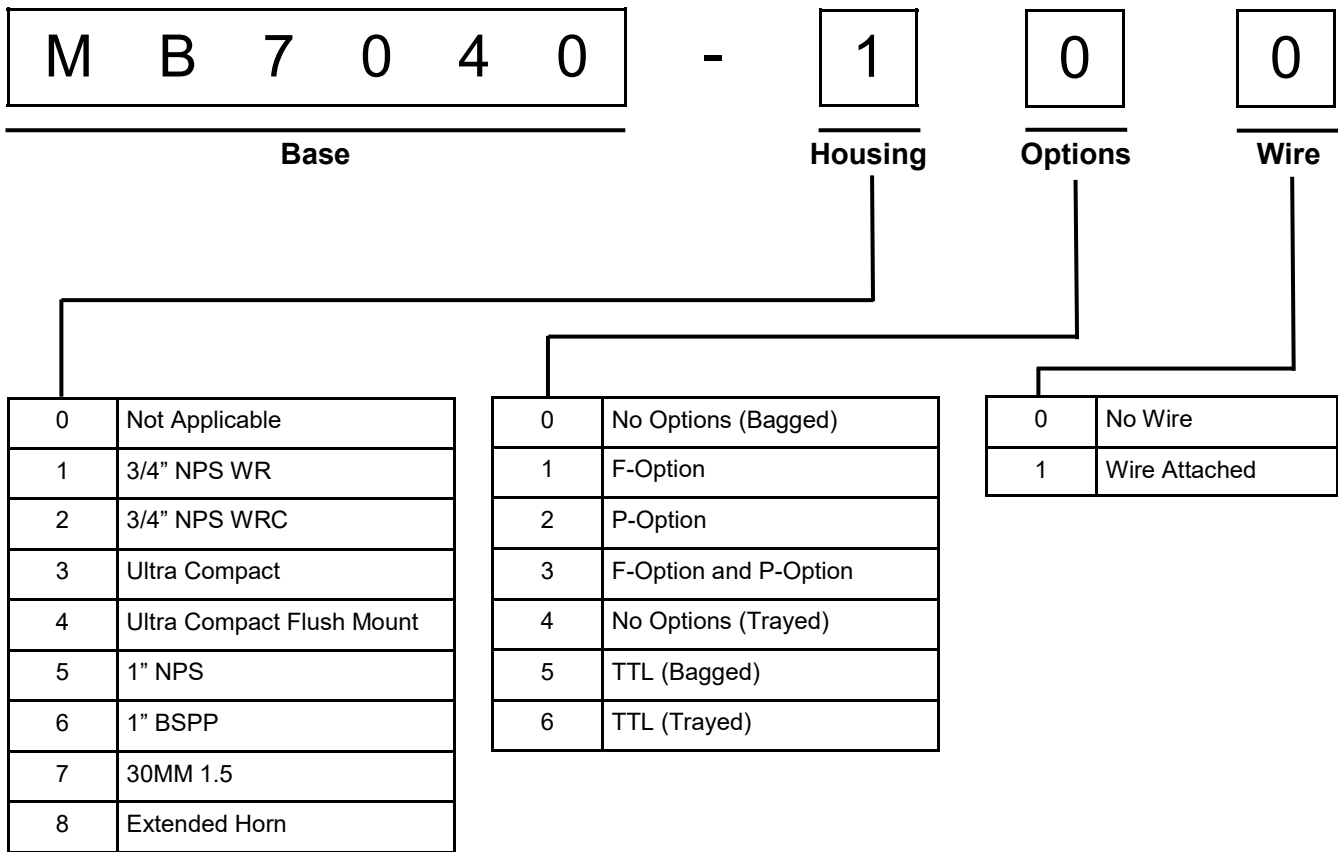 M B 7 0 4 0 - 1 0 0
Base Housing Options Wire
0 Not Applicable
1 3/4” NPS WR
2 3/4” NPS WRC
3 Ultra Compact
4 Ultra Compact Flush Mount
5 1” NPS
6 1” BSPP
7 30MM 1.5
8 Extended Horn
0 No Options (Bagged)
1 F-Option
2 P-Option
3 F-Option and P-Option
4 No Options (Trayed)
5 TTL (Bagged)
6 TTL (Trayed)
0 No Wire
1 Wire Attached